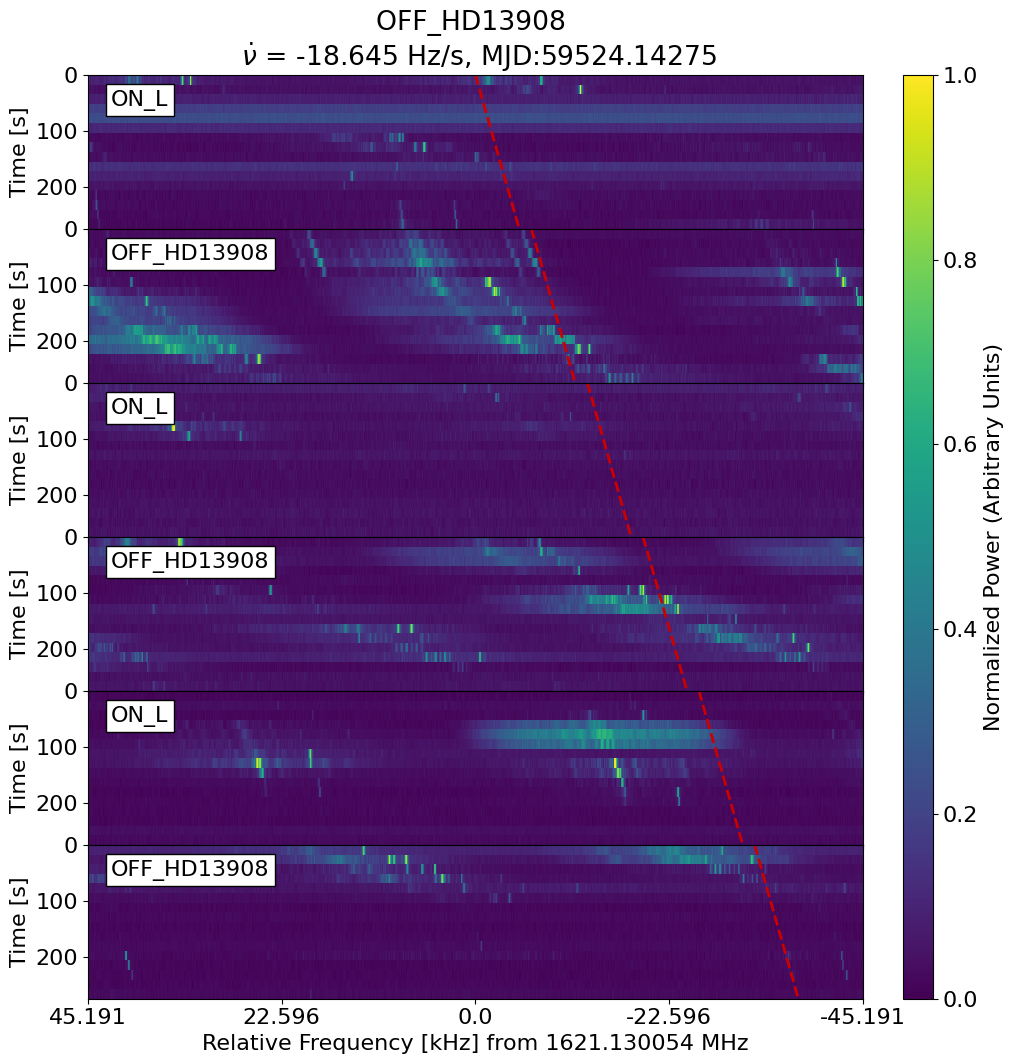 OFF_HD13908
ν̇ = -18.645 Hz/s, MJD:59524.14275
0
ON_L
100
200
Time [s]
0
OFF_HD13908
100
200
Time [s]
0
ON_L
100
200
Time [s]
0
OFF_HD13908
100
200
Time [s]
0
ON_L
100
200
Time [s]
0
OFF_HD13908
100
200
Time [s]
45.191 22.596 0.0 -22.596 -45.191
Relative Frequency [kHz] from 1621.130054 MHz
1.0
0.8
0.6
0.4
0.2
0.0
Normalized Power (Arbitrary Units)